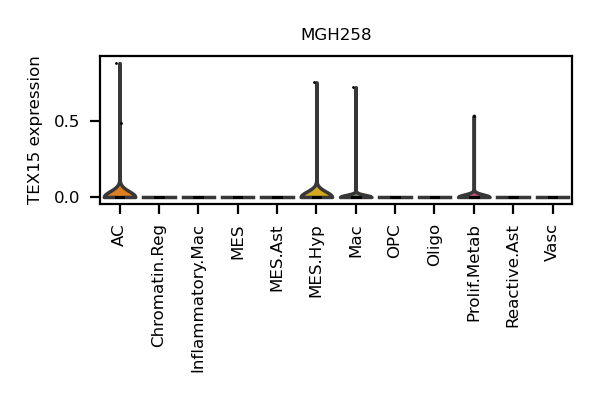 MGH258
TEX15 expression
0.5
0.0
AC
Chromatin.Reg
Inflammatory.Mac
MES
MES.Ast
MES.Hyp
Mac
OPC
Oligo
Prolif.Metab
Reactive.Ast
Vasc